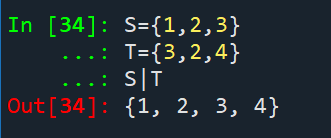 In [34]: S={1,2,3}
...: T={3,2,4}
...: S|T
Out[34]: {1, 2, 3, 4}